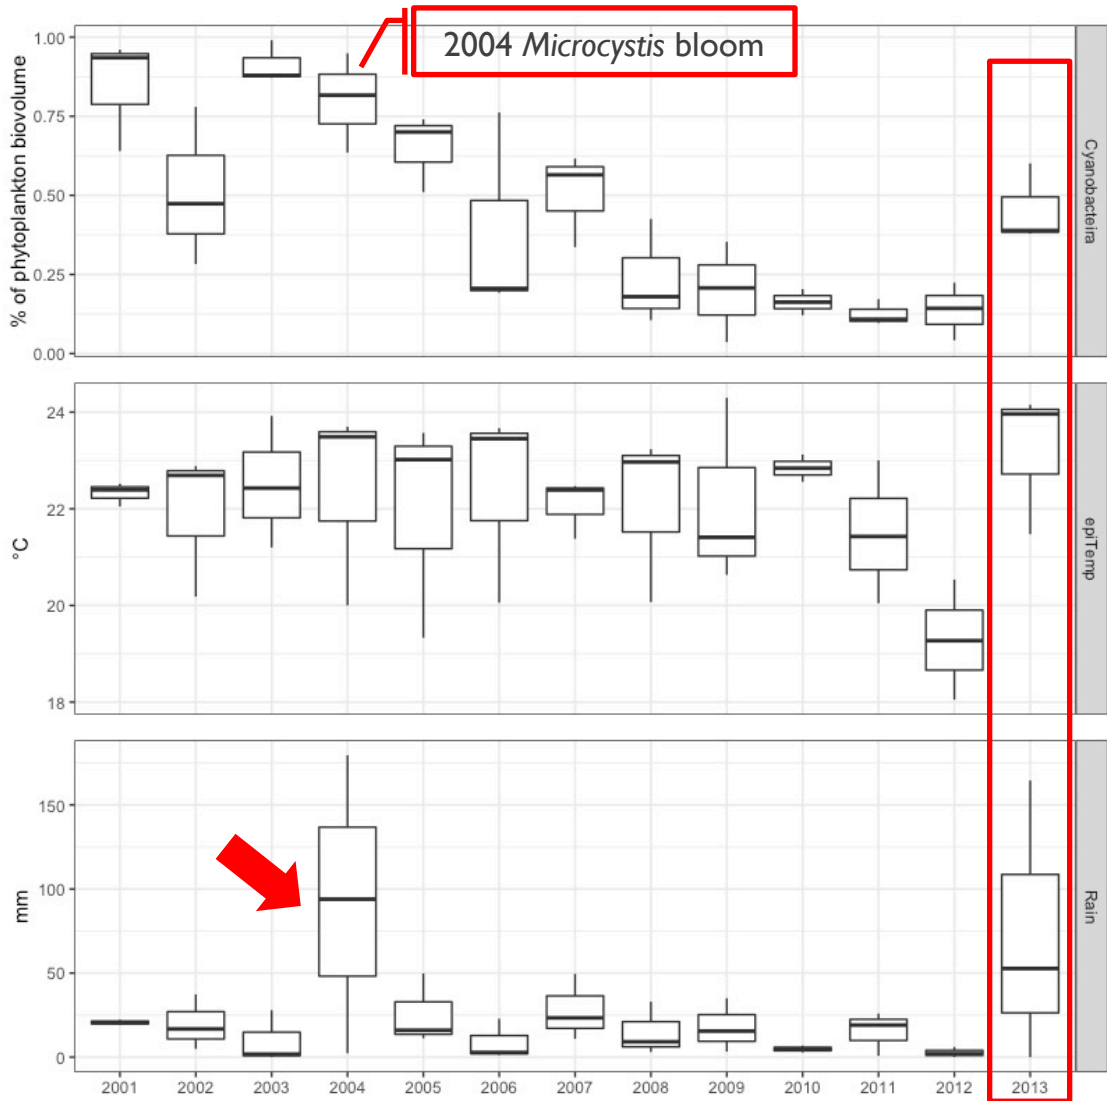 2004 Microcystis bloom
% of phytoplankton biovolume
1.00
0.75
0.50
0.25
0.00
Cyanobacteira
°C
24
22
20
18
epiTemp
mm
150
100
50
0
Rain
2001 2002 2003 2004 2005 2006 2007 2008 2009 2010 2011 2012 2013